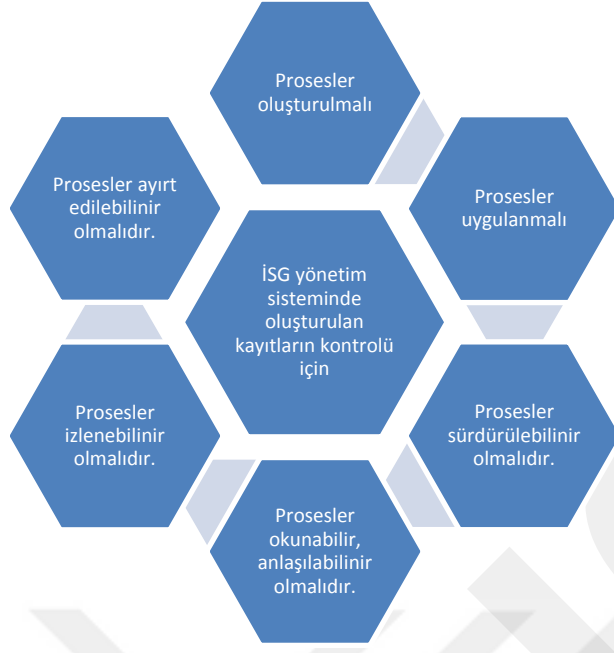 Prosesler
oluşturulmalı
Prosesler
uygulanmalı
Prosesler
sürdürülebilinir
olmalıdır.
Prosesler
okunabilir,
anlaşılabilinir
olmalıdır.
Prosesler
izlenebilinir
olmalıdır.
Prosesler ayırt
edilebilinir
olmalıdır.
İSG yönetim
sisteminde
oluşturulan
kayıtların kontrolü
için